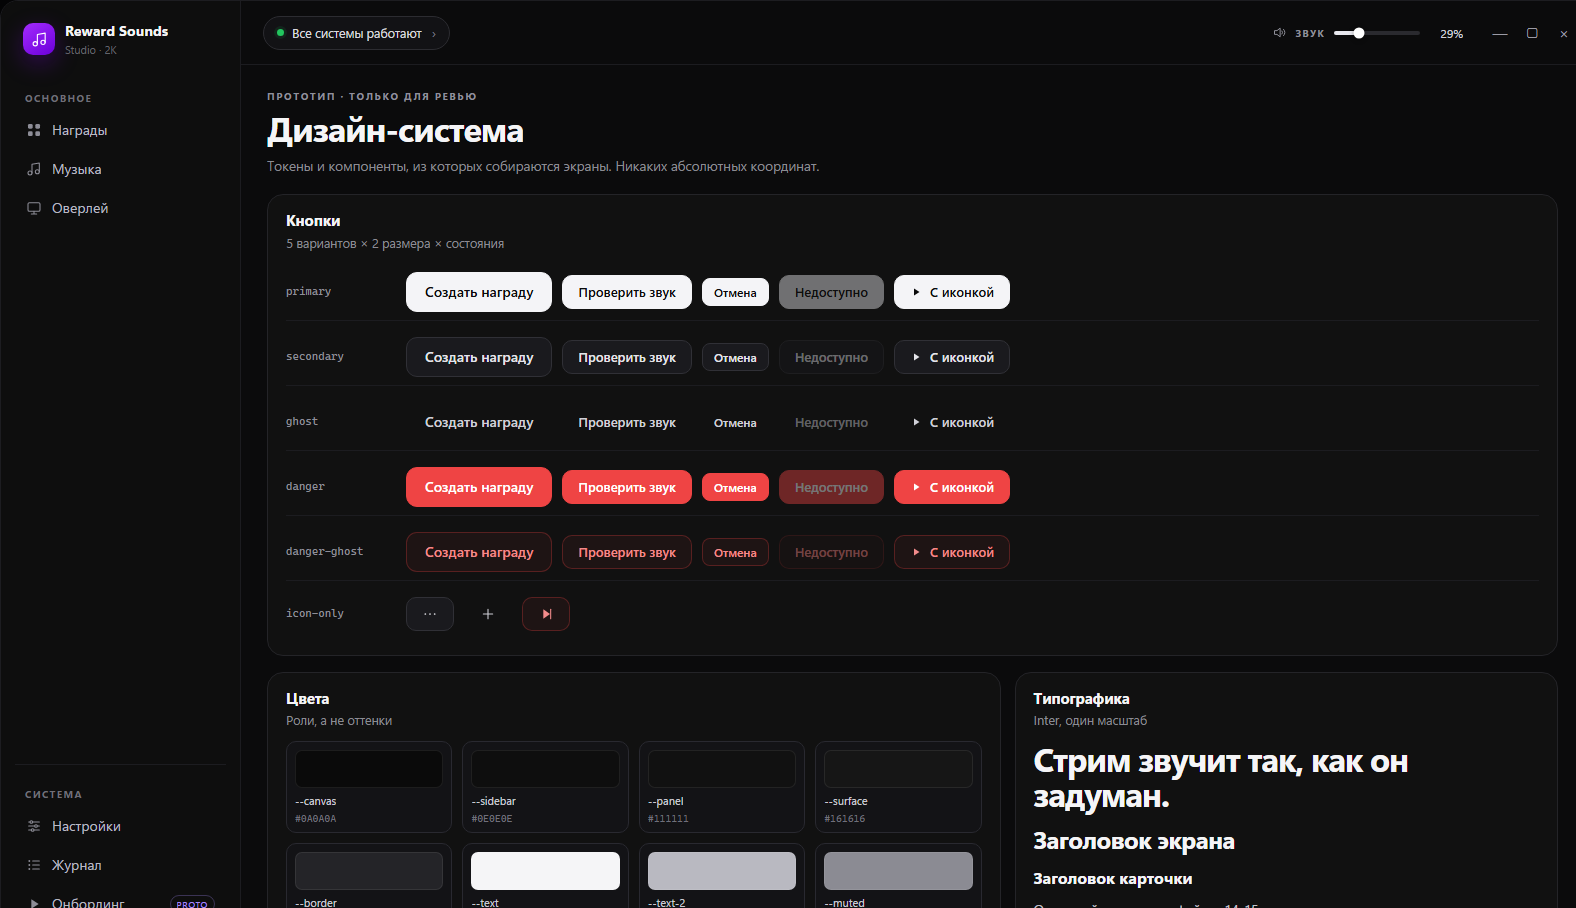 Reward Sounds
Studio · 2K
ОСНОВНОЕ
Награды
Музыка
Оверлей
СИСТЕМА
Настройки
Журнал
Онбординг PROTO
Все системы работают ›
ЗВУК 29%
ПРОТОТИП · ТОЛЬКО ДЛЯ РЕВЬЮ
Дизайн-система
Токены и компоненты, из которых собираются экраны. Никаких абсолютных координат.
Кнопки
5 вариантов × 2 размера × состояния
primary Создать награду Проверить звук Отмена Недоступно С иконкой
secondary Создать награду Проверить звук Отмена Недоступно С иконкой
ghost Создать награду Проверить звук Отмена Недоступно С иконкой
danger Создать награду Проверить звук Отмена Недоступно С иконкой
danger-ghost Создать награду Проверить звук Отмена Недоступно С иконкой
icon-only
Цвета
Роли, а не оттенки
--canvas --sidebar --panel --surface
#0A0A0A #0E0E0E #111111 #161616
--border --text --text-2 --muted
Типографика
Inter, один масштаб
Стрим звучит так, как он
задуман.
Заголовок экрана
Заголовок карточки